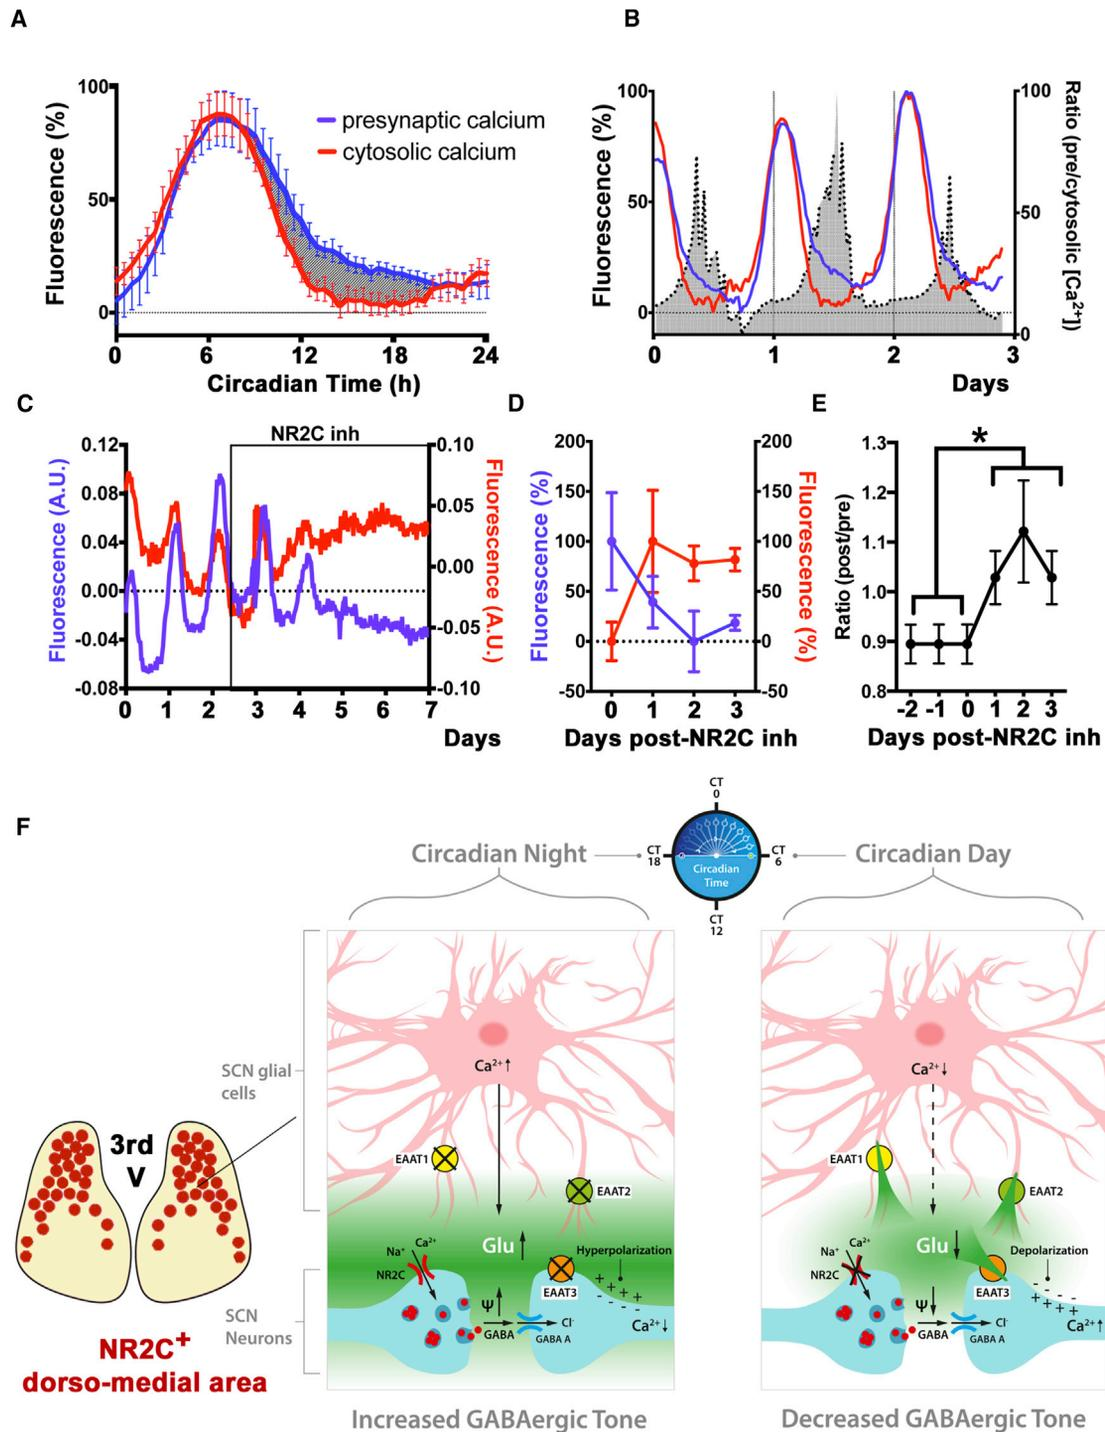 A
100
50
0
Fluorescence (%)
presynaptic calcium
cytosolic calcium
0 6 12 18 24
Circadian Time (h)
B
100
50
0
Fluorescence (%)
100
50
0
Ratio (pre/cytosolic [Ca²⁺])
0 1 2 3
Days
C
NR2C inh
0.12
0.08
0.04
0.00
-0.04
-0.08
Fluorescence (A.U.)
0.10
0.05
0.00
-0.05
-0.10
Fluorescence (A.U.)
0 1 2 3 4 5 6 7
Days
D
200
150
100
50
0
-50
Fluorescence (%)
200
150
100
50
0
-50
Fluorescence (%)
0 1 2 3
Days post-NR2C inh
E
*
1.3
1.2
1.1
1.0
0.9
0.8
Ratio (post/pre)
-2 -1 0 1 2 3
Days post-NR2C inh
F
Circadian Night
CT
0
CT
18
Circadian
Time
CT
6
CT
12
Circadian Day
SCN glial
cells
SCN
Neurons
3rd
V
NR2C⁺
dorso-medial area
Ca²⁺↑
EAAT1
EAAT2
Glu ↑
Na⁺
Ca²⁺
NR2C
Hyperpolarization
+ + + +
- - - -
EAAT3
Ψ↑
GABA
Cl⁻
GABA A
Ca²⁺↓
Increased GABAergic Tone
Ca²⁺↓
EAAT1
EAAT2
Glu ↓
Na⁺
Ca²⁺
NR2C
Depolarization
- - - -
+ + + +
EAAT3
Ψ↓
GABA
Cl⁻
GABA A
Ca²⁺↑
Decreased GABAergic Tone